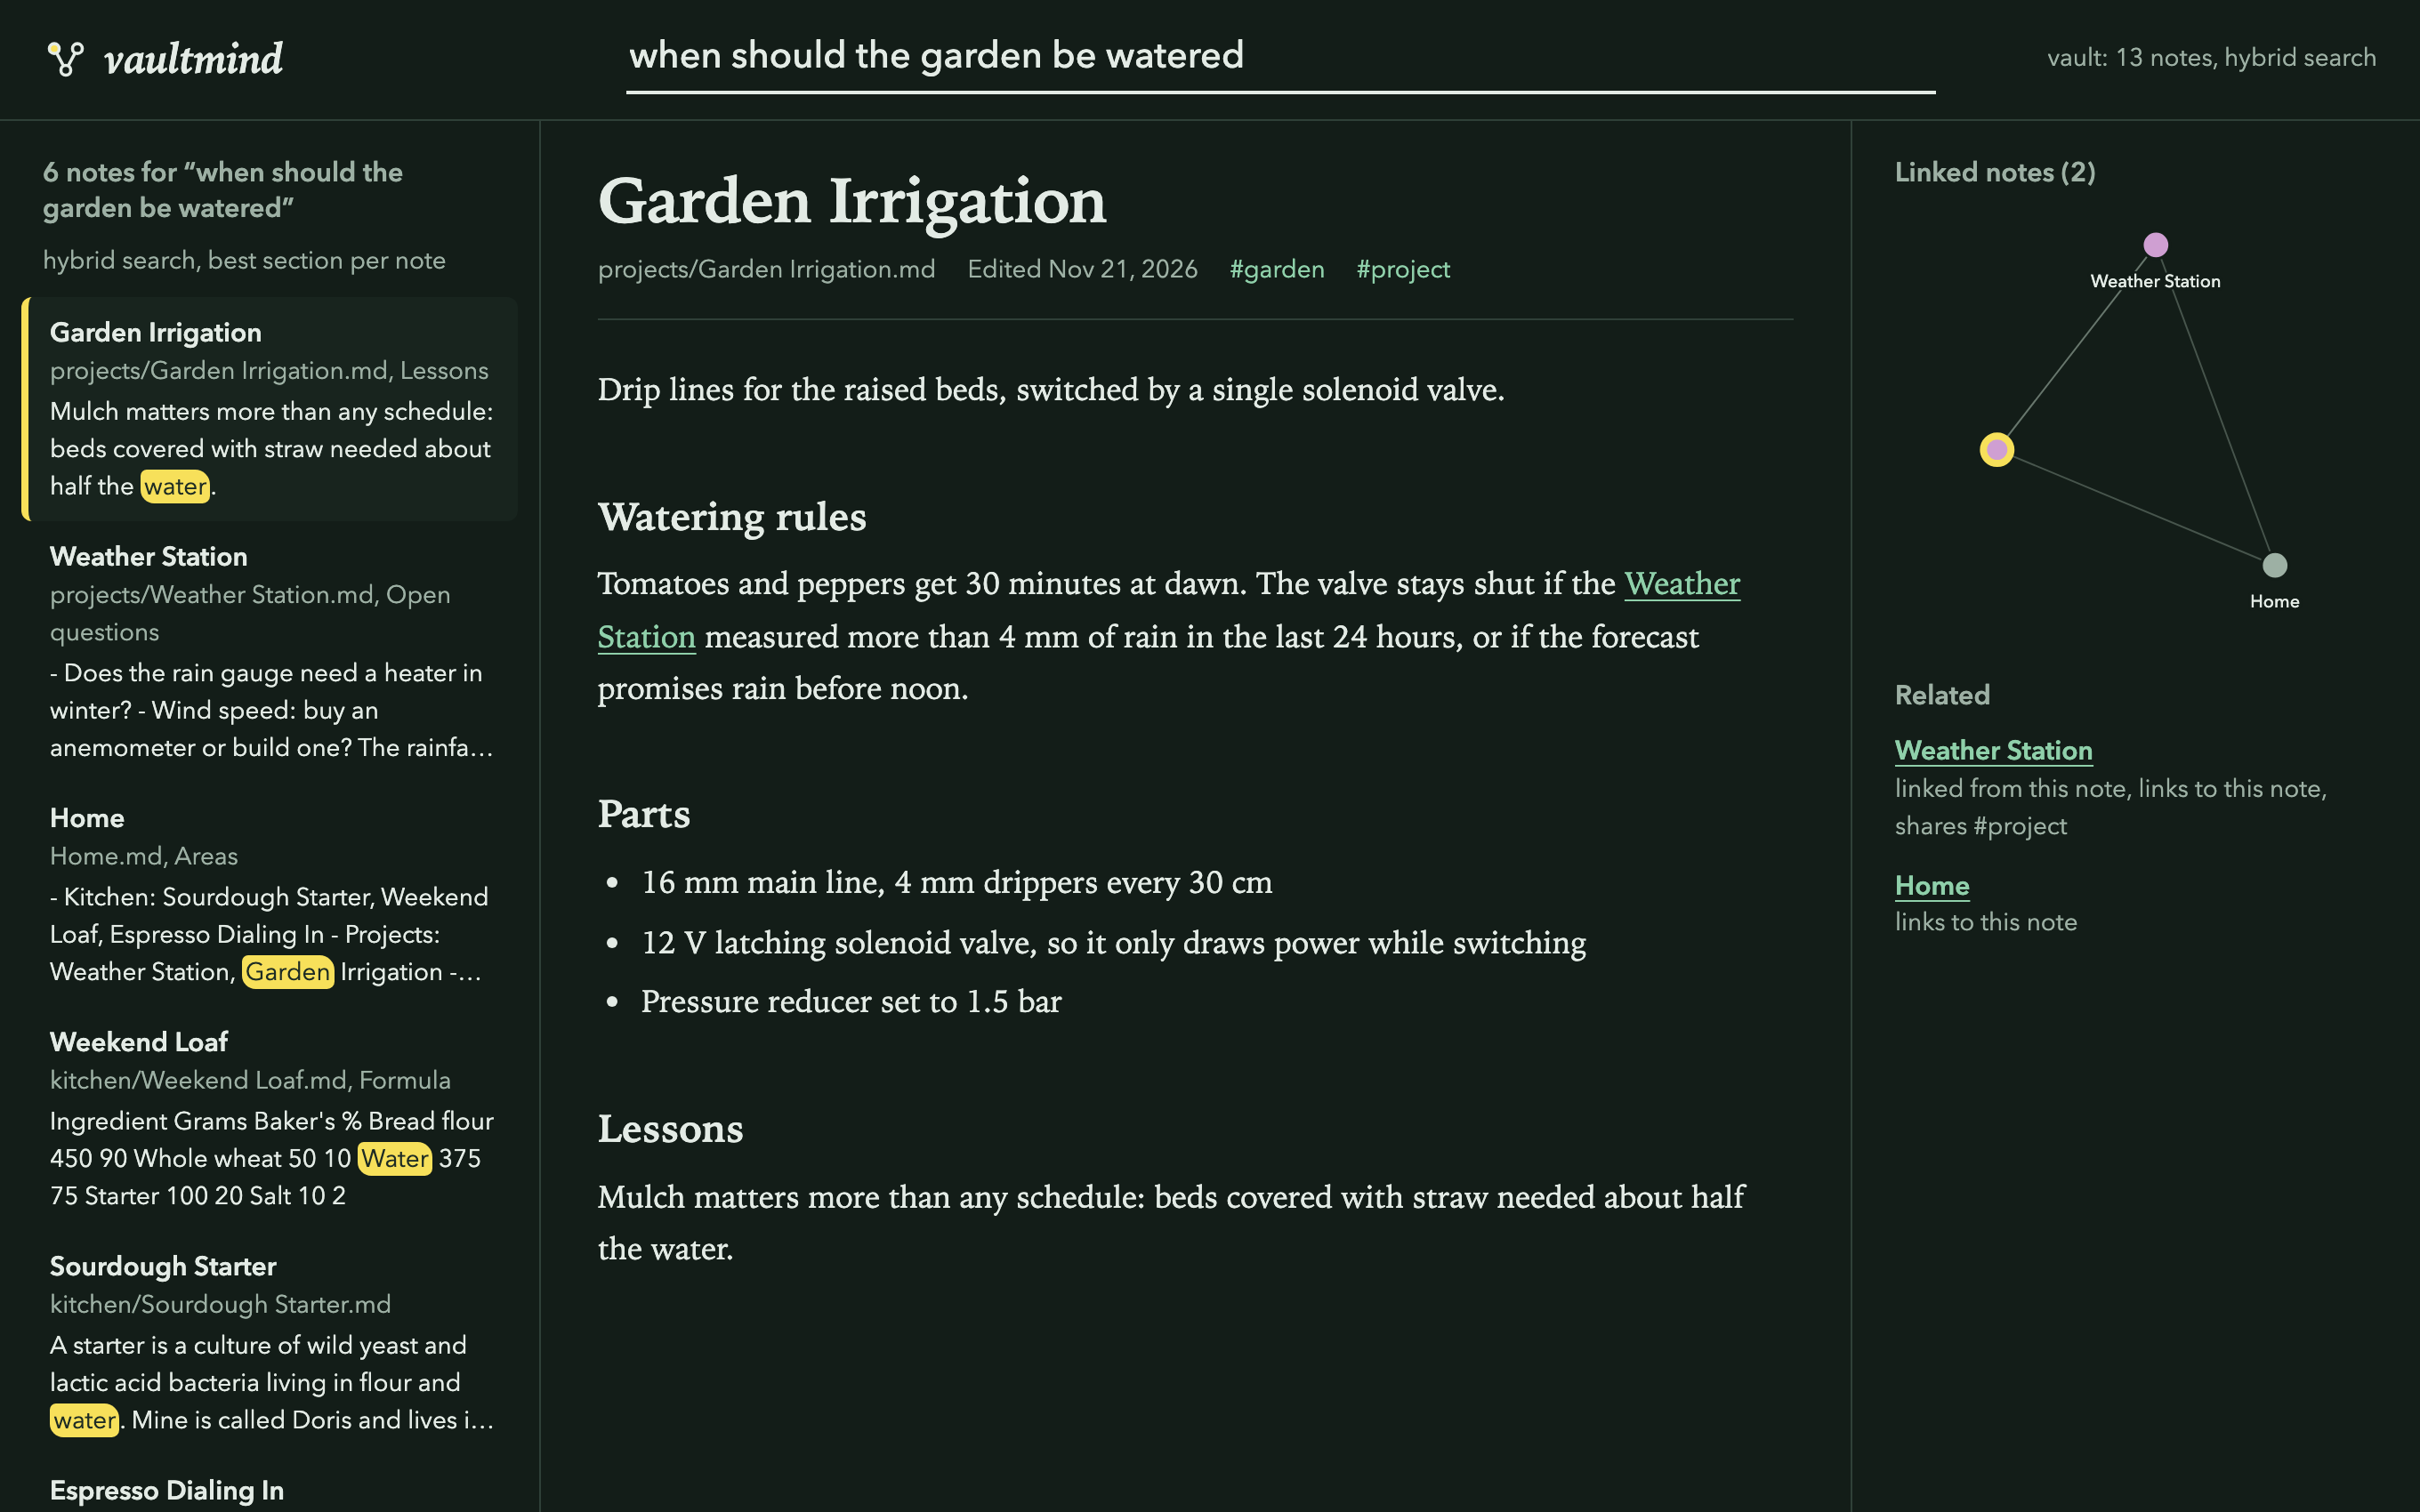 vaultmind
when should the garden be watered
vault: 13 notes, hybrid search
6 notes for “when should the
garden be watered”
hybrid search, best section per note
Garden Irrigation
projects/Garden Irrigation.md, Lessons
Mulch matters more than any schedule:
beds covered with straw needed about
half the water.
Weather Station
projects/Weather Station.md, Open
questions
- Does the rain gauge need a heater in
winter? - Wind speed: buy an
anemometer or build one? The rainfa…
Home
Home.md, Areas
- Kitchen: Sourdough Starter, Weekend
Loaf, Espresso Dialing In - Projects:
Weather Station, Garden Irrigation -…
Weekend Loaf
kitchen/Weekend Loaf.md, Formula
Ingredient Grams Baker's % Bread flour
450 90 Whole wheat 50 10 Water 375
75 Starter 100 20 Salt 10 2
Sourdough Starter
kitchen/Sourdough Starter.md
A starter is a culture of wild yeast and
lactic acid bacteria living in flour and
water. Mine is called Doris and lives i…
Espresso Dialing In
Garden Irrigation
projects/Garden Irrigation.md Edited Nov 21, 2026 #garden #project
Drip lines for the raised beds, switched by a single solenoid valve.
Watering rules
Tomatoes and peppers get 30 minutes at dawn. The valve stays shut if the Weather
Station measured more than 4 mm of rain in the last 24 hours, or if the forecast
promises rain before noon.
Parts
• 16 mm main line, 4 mm drippers every 30 cm
• 12 V latching solenoid valve, so it only draws power while switching
• Pressure reducer set to 1.5 bar
Lessons
Mulch matters more than any schedule: beds covered with straw needed about half
the water.
Linked notes (2)
Weather Station
Home
Related
Weather Station
linked from this note, links to this note,
shares #project
Home
links to this note